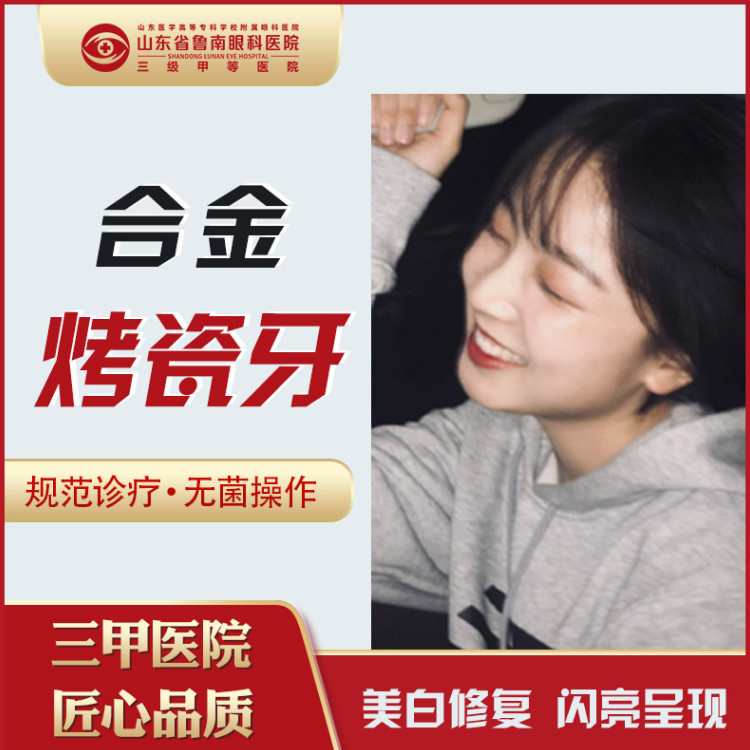 山东医学高等专科学校附属眼科医院
山东省鲁南眼科医院
SHANDONG LUNAN EYE HOSPITAL
三级甲等医院
合金
烤瓷牙
规范诊疗·无菌操作
三甲医院
匠心品质
美白修复 闪亮呈现